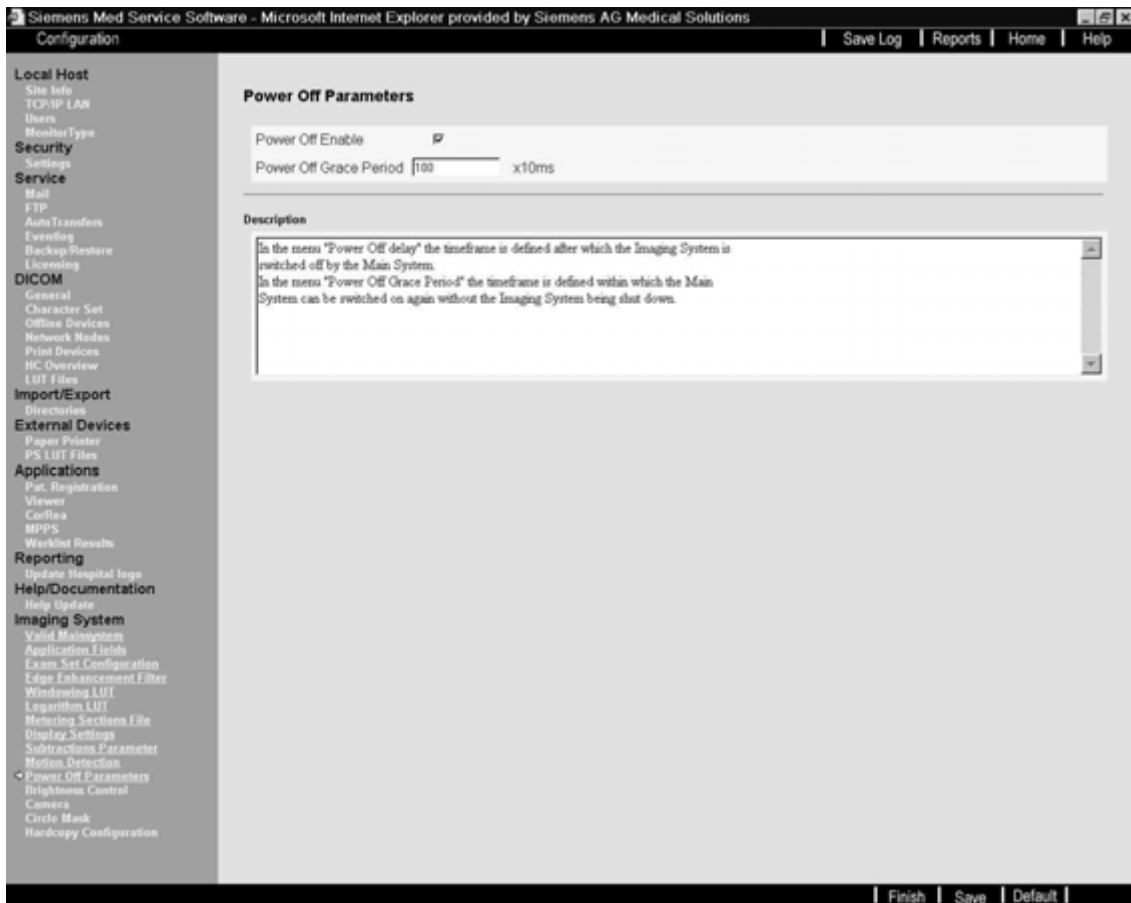 Siemens Med Service Software - Microsoft Internet Explorer provided by Siemens AG Medical Solutions
Configuration
Save Log
Reports
Home
Help
Local Host
Site Info
TCP/IP LAN
Users
MonitorType
Security
Settings
Service
Mail
FTP
AutoTransfers
Eventlog
Backup/Restore
Licensing
DICOM
General
Character Set
Offline Devices
Network Nodes
Print Devices
HC Overview
LUT Files
Import/Export
Directories
External Devices
Paper Printer
PS LUT Files
Applications
Pat. Registration
Viewer
CorRea
MPPS
Worklist Results
Reporting
Update Hospital logo
Help/Documentation
Help Update
Imaging System
Valid Mainsystem
Application Fields
Exam Set Configuration
Edge Enhancement Filter
Windowing LUT
Logarithm LUT
Metering Sections File
Display Settings
Subtractions Parameter
Motion Detection
Power Off Parameters
Brightness Control
Camera
Circle Mask
Hardcopy Configuration
Power Off Parameters
Power Off Enable
Power Off Grace Period 100 x10ms
Description
In the menu "Power Off delay" the timeframe is defined after which the Imaging System is
switched off by the Main System.
In the menu "Power Off Grace Period" the timeframe is defined within which the Main
System can be switched on again without the Imaging System being shut down.
Finish
Save
Default